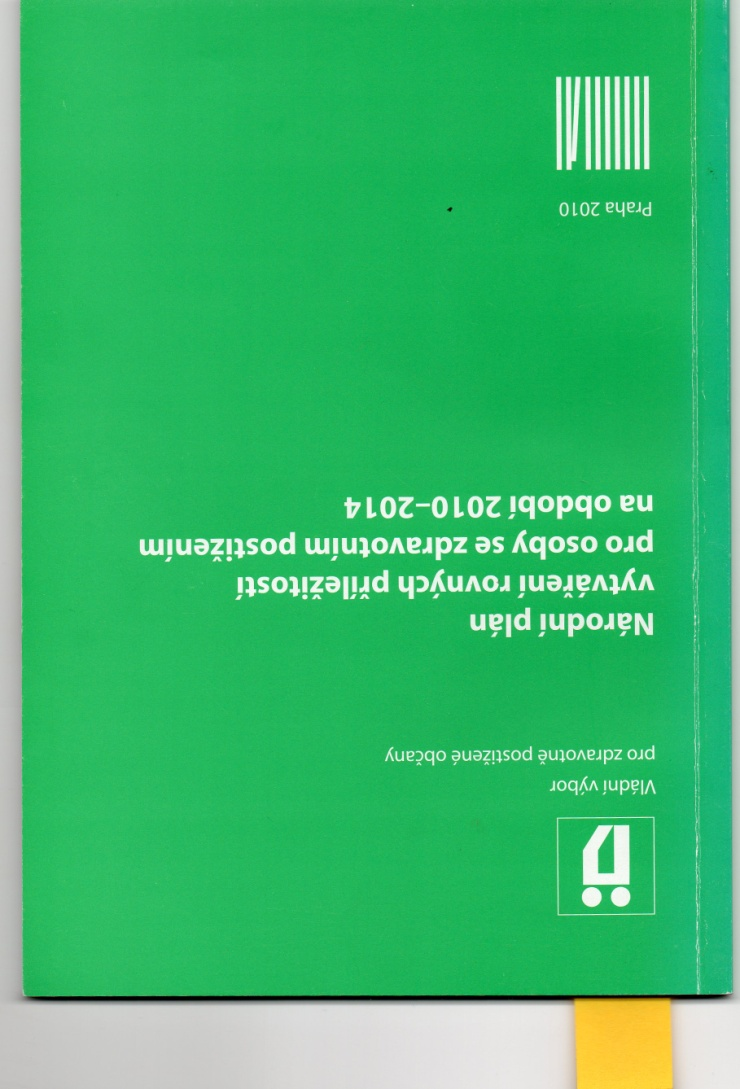 Vládní výbor
pro zdravotně postižené občany
Národní plán
vytváření rovných příležitostí
pro osoby se zdravotním postižením
na období 2010–2014
Praha 2010